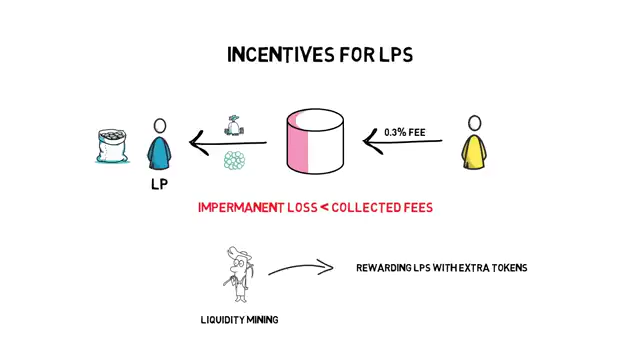 INCENTIVES FOR LPS
0.3% FEE
LP
IMPERMANENT LOSS < COLLECTED FEES
REWARDING LPS WITH EXTRA TOKENS
LIQUIDITY MINING